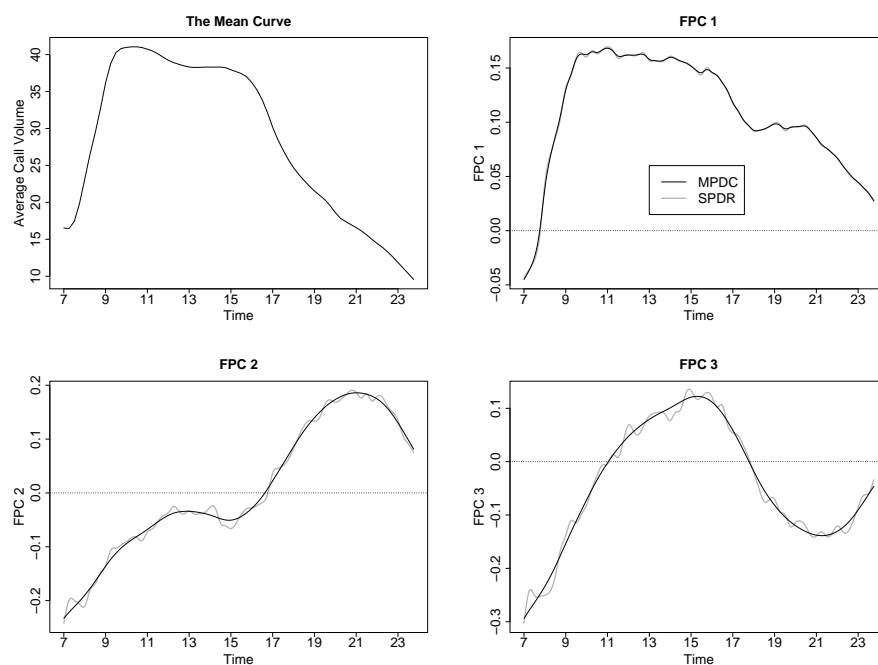 The Mean Curve
Average Call Volume
40
35
30
25
20
15
10
7 9 11 13 15 17 19 21 23
Time
FPC 1
FPC 1
0.15
0.10
0.05
0.00
−0.05
MPDC
SPDR
7 9 11 13 15 17 19 21 23
Time
FPC 2
FPC 2
0.2
0.1
0.0
−0.1
−0.2
7 9 11 13 15 17 19 21 23
Time
FPC 3
FPC 3
0.1
0.0
−0.1
−0.2
−0.3
7 9 11 13 15 17 19 21 23
Time